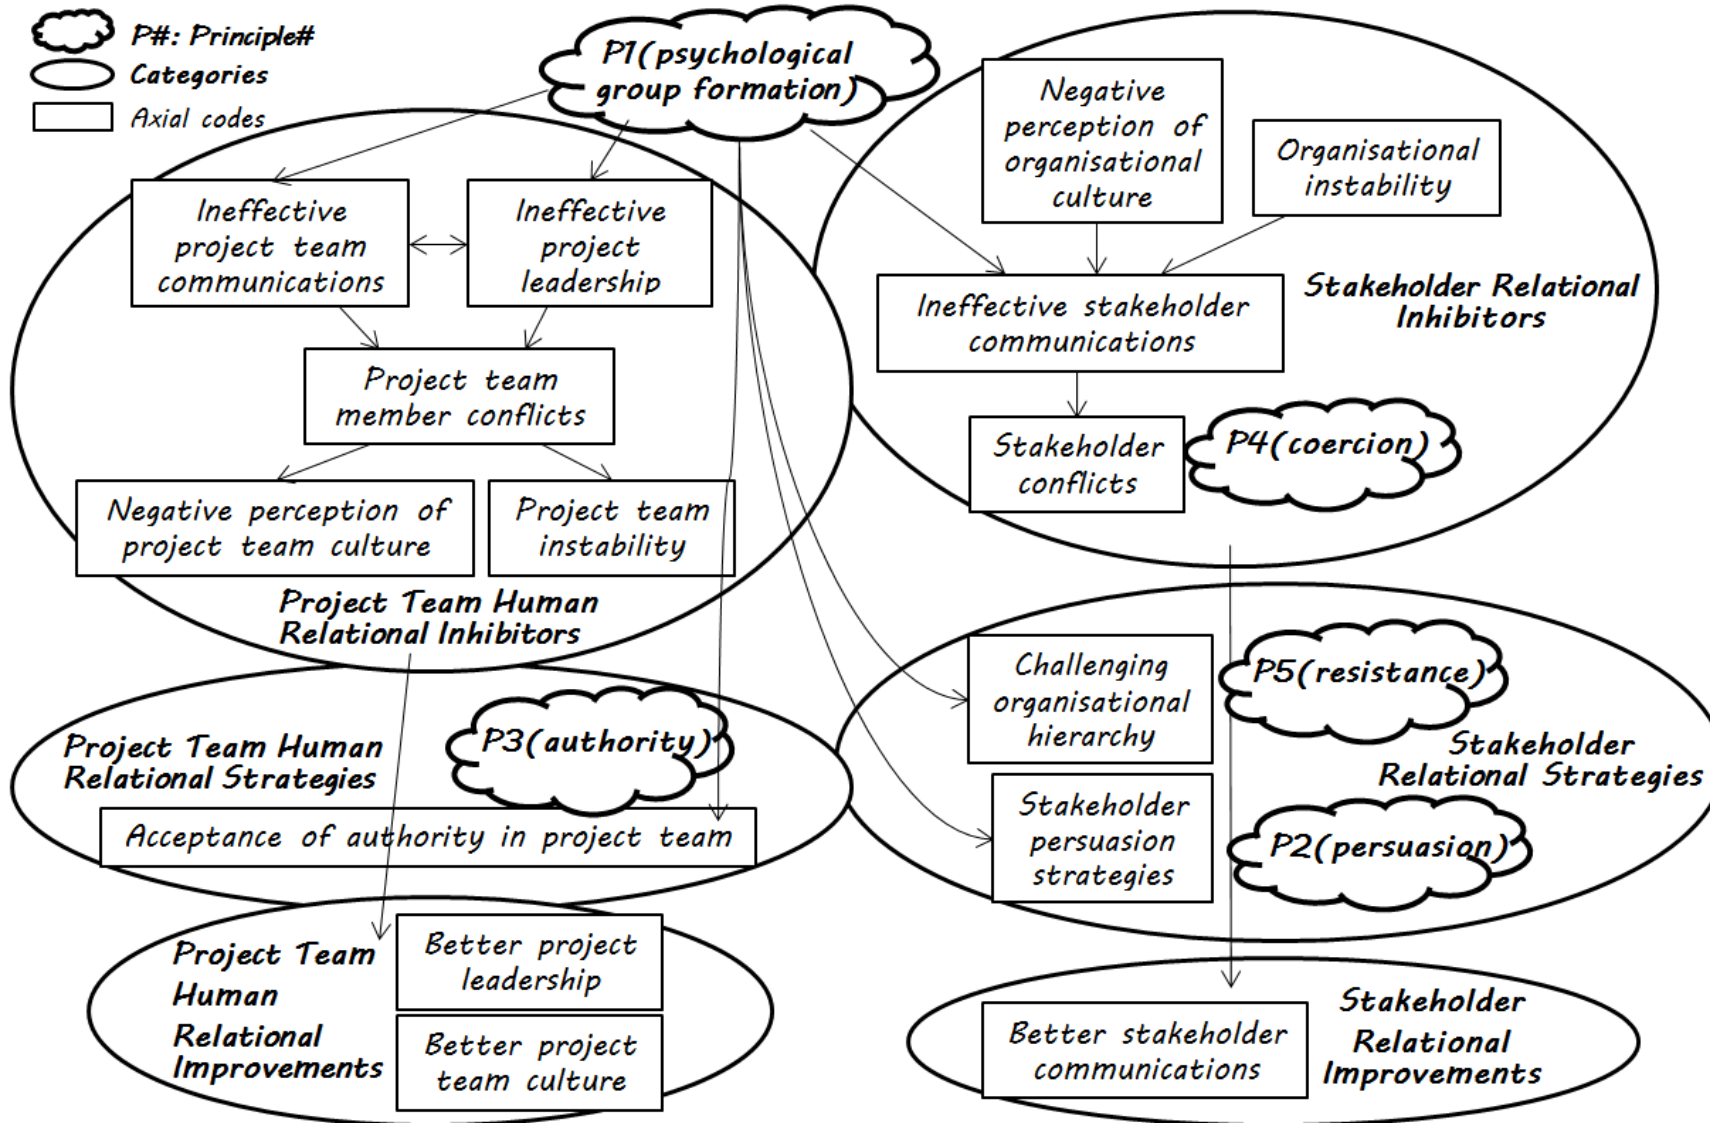 P#: Principle#
Categories
Axial codes
P1(psychological
group formation)
Negative
perception of
organisational
culture
Organisational
instability
Ineffective
project team
communications
Ineffective
project
leadership
Ineffective stakeholder
communications
Stakeholder Relational
Inhibitors
Project team
member conflicts
Stakeholder
conflicts
P4(coercion)
Negative perception of
project team culture
Project team
instability
Project Team Human
Relational Inhibitors
Challenging
organisational
hierarchy
P5(resistance)
Stakeholder
Relational Strategies
Project Team Human
Relational Strategies
P3(authority)
Acceptance of authority in project team
Stakeholder
persuasion
strategies
P2(persuasion)
Project Team
Human
Relational
Improvements
Better project
leadership
Better project
team culture
Better stakeholder
communications
Stakeholder
Relational
Improvements